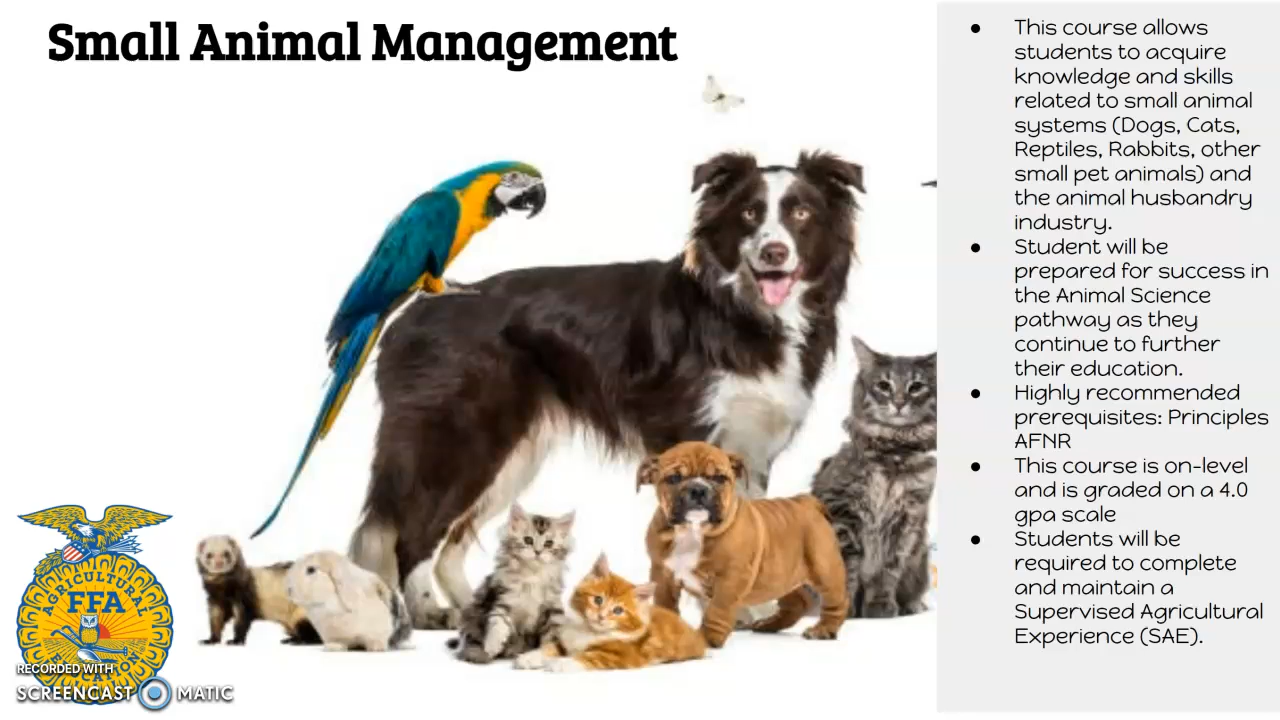 Small Animal Management
● This course allows
students to acquire
knowledge and skills
related to small animal
systems (Dogs, Cats,
Reptiles, Rabbits, other
small pet animals) and
the animal husbandry
industry.
● Student will be
prepared for success in
the Animal Science
pathway as they
continue to further
their education.
● Highly recommended
prerequisites: Principles
AFNR
● This course is on-level
and is graded on a 4.0
gpa scale
● Students will be
required to complete
and maintain a
Supervised Agricultural
Experience (SAE).
AGRICULTURAL
FFA
EDUCATION
RECORDED WITH
SCREENCAST MATIC